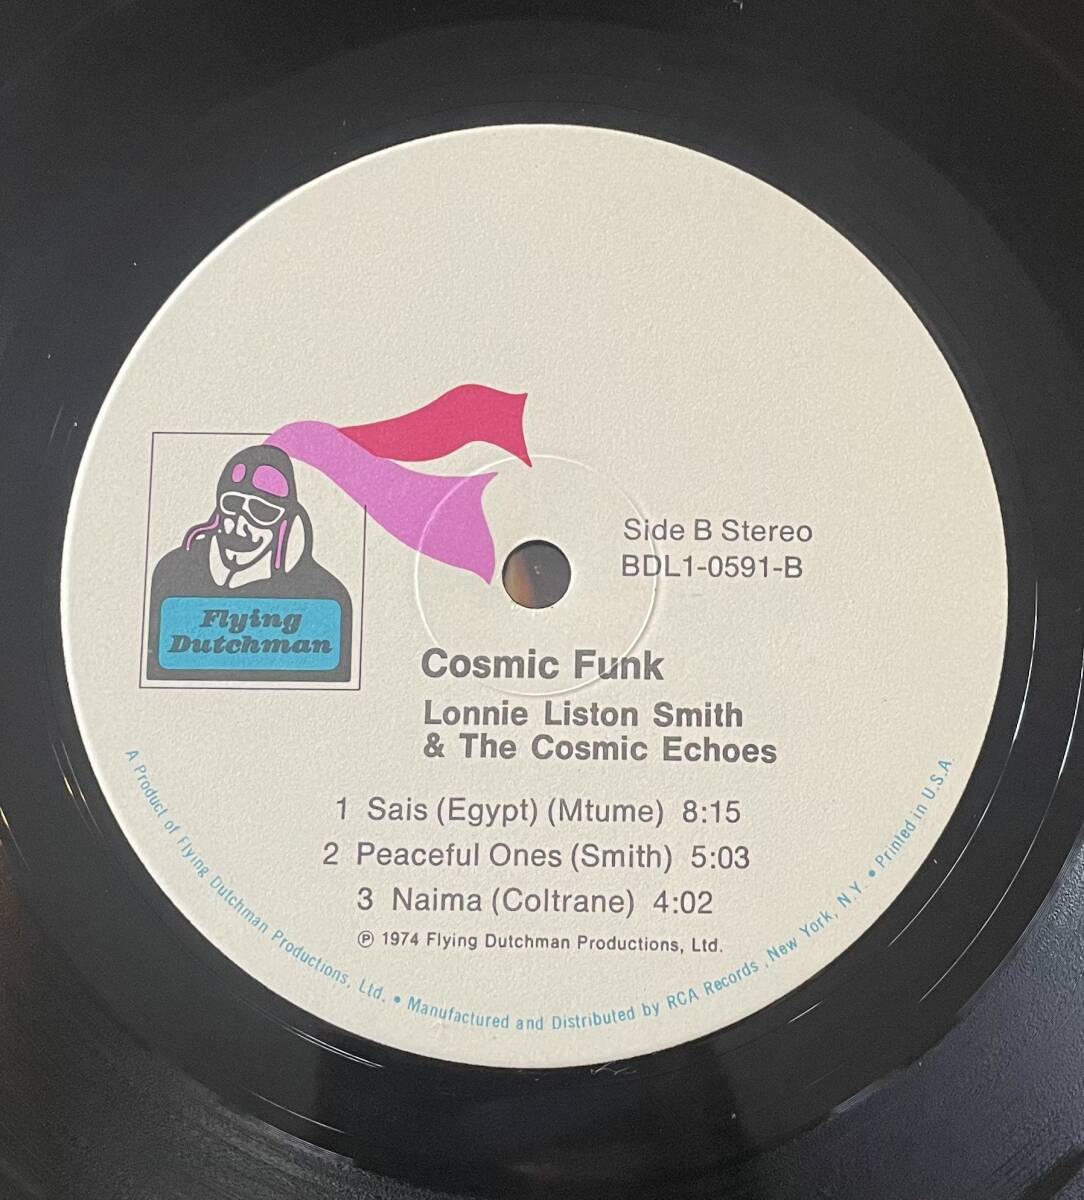 Side B Stereo
BDL1-0591-B
Flying
Dutchman
Cosmic Funk
Lonnie Liston Smith
& The Cosmic Echoes
1 Sais (Egypt) (Mtume) 8:15
2 Peaceful Ones (Smith) 5:03
3 Naima (Coltrane) 4:02
℗ 1974 Flying Dutchman Productions, Ltd.
A Product of Flying Dutchman Productions, Ltd. • Manufactured and Distributed by RCA Records, New York, N.Y. • Printed in U.S.A.